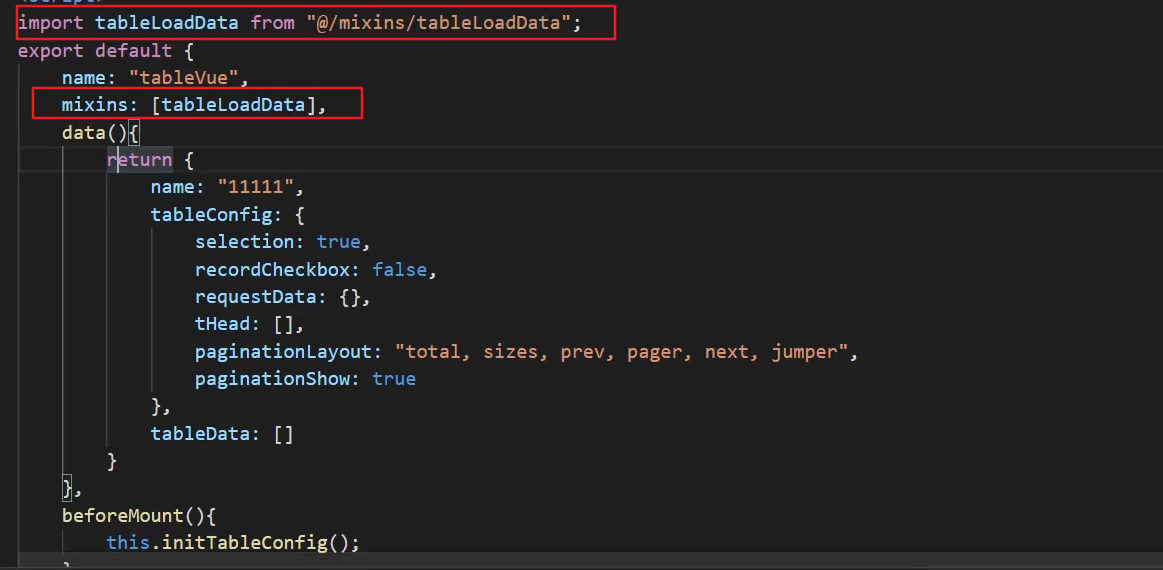 <script>
import tableLoadData from "@/mixins/tableLoadData";
export default {
    name: "tableVue",
    mixins: [tableLoadData],
    data(){
        return {
            name: "11111",
            tableConfig: {
                selection: true,
                recordCheckbox: false,
                requestData: {},
                tHead: [],
                paginationLayout: "total, sizes, prev, pager, next, jumper",
                paginationShow: true
            },
            tableData: []
        }
    },
    beforeMount(){
        this.initTableConfig();